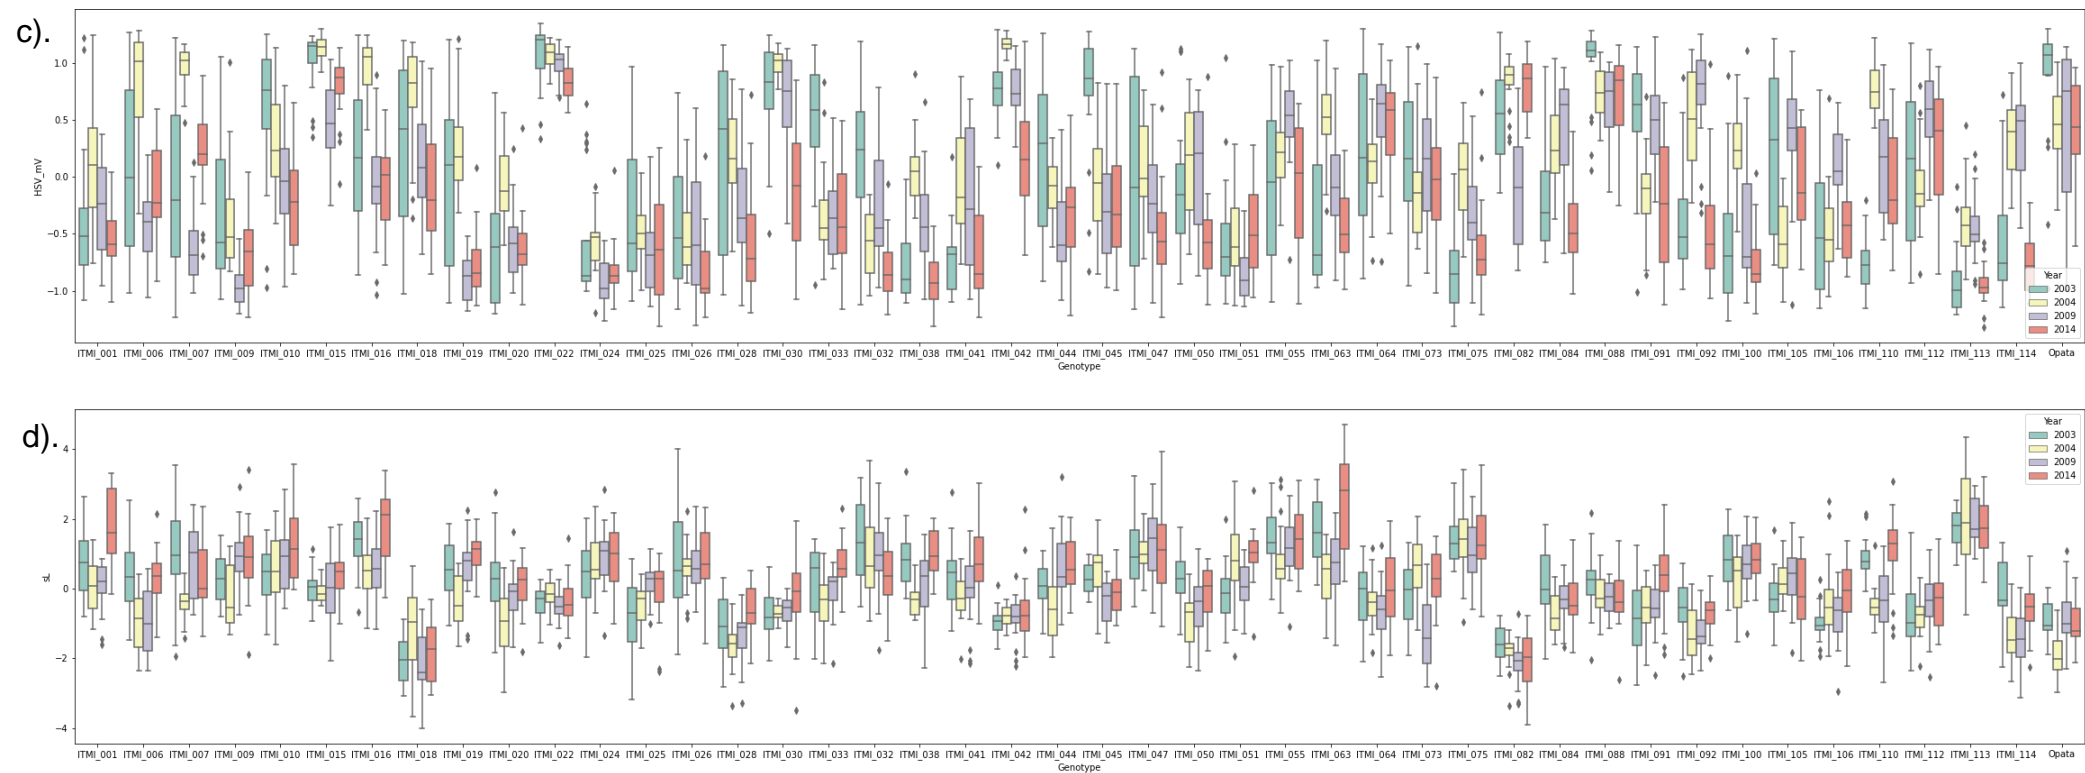 c).
HSV_mV
1.0
0.5
0.0
−0.5
−1.0
Year
2003
2004
2009
2014
ITMI_001 ITMI_006 ITMI_007 ITMI_009 ITMI_010 ITMI_015 ITMI_016 ITMI_018 ITMI_019 ITMI_020 ITMI_022 ITMI_024 ITMI_025 ITMI_026 ITMI_028 ITMI_030 ITMI_033 ITMI_032 ITMI_038 ITMI_041 ITMI_042 ITMI_044 ITMI_045 ITMI_047 ITMI_050 ITMI_051 ITMI_055 ITMI_063 ITMI_064 ITMI_073 ITMI_075 ITMI_082 ITMI_084 ITMI_088 ITMI_091 ITMI_092 ITMI_100 ITMI_105 ITMI_106 ITMI_110 ITMI_112 ITMI_113 ITMI_114 Opata
Genotype
d).
sL
4
2
0
−2
−4
Year
2003
2004
2009
2014
ITMI_001 ITMI_006 ITMI_007 ITMI_009 ITMI_010 ITMI_015 ITMI_016 ITMI_018 ITMI_019 ITMI_020 ITMI_022 ITMI_024 ITMI_025 ITMI_026 ITMI_028 ITMI_030 ITMI_033 ITMI_032 ITMI_038 ITMI_041 ITMI_042 ITMI_044 ITMI_045 ITMI_047 ITMI_050 ITMI_051 ITMI_055 ITMI_063 ITMI_064 ITMI_073 ITMI_075 ITMI_082 ITMI_084 ITMI_088 ITMI_091 ITMI_092 ITMI_100 ITMI_105 ITMI_106 ITMI_110 ITMI_112 ITMI_113 ITMI_114 Opata
Genotype